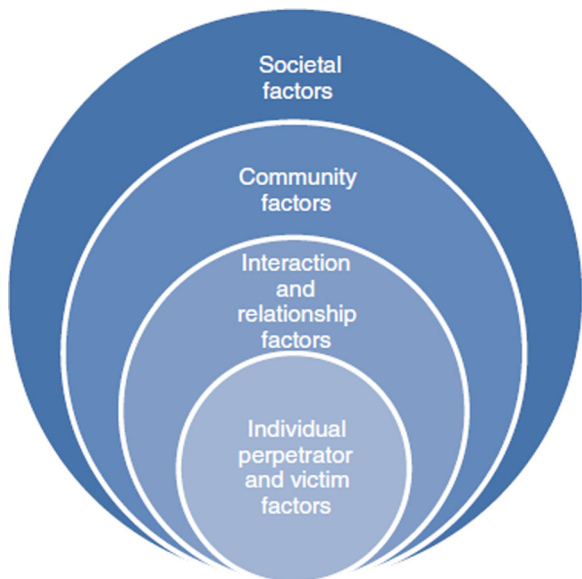 Societal
factors
Community
factors
Interaction
and
relationship
factors
Individual
perpetrator
and victim
factors